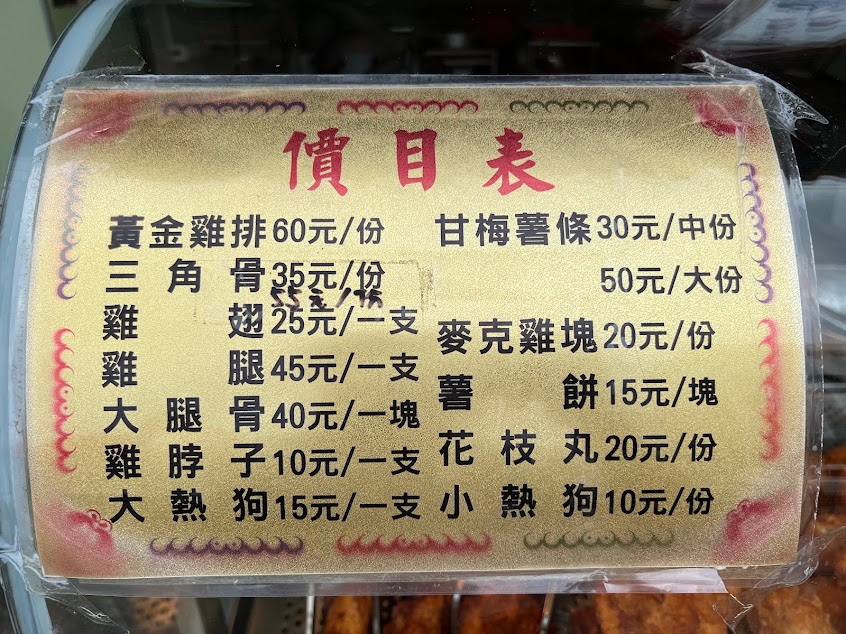 價目表
黃金雞排60元/份
三角骨35元/份
雞翅25元/一支
雞腿45元/一支
大腿骨40元/一塊
雞脖子10元/一支
大熱狗15元/一支
甘梅薯條30元/中份
50元/大份
麥克雞塊20元/份
薯餅15元/塊
花枝丸20元/份
小熱狗10元/份